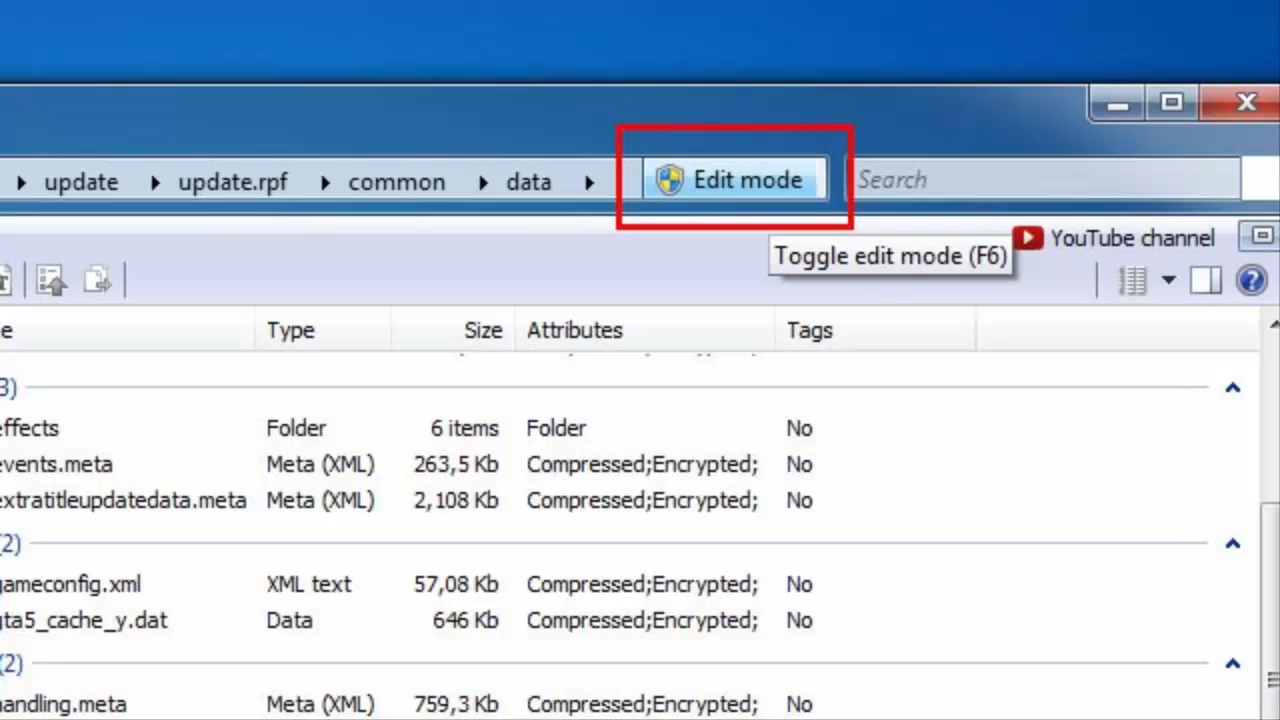 update update.rpf common data Edit mode Search
YouTube channel
Toggle edit mode (F6)
e Type Size Attributes Tags
3)
effects Folder 6 items Folder No
events.meta Meta (XML) 263,5 Kb Compressed;Encrypted; No
extratitleupdatedata.meta Meta (XML) 2,108 Kb Compressed;Encrypted; No
(2)
gameconfig.xml XML text 57,08 Kb Compressed;Encrypted; No
gta5_cache_y.dat Data 646 Kb Compressed;Encrypted; No
(2)
handling.meta Meta (XML) 759,3 Kb Compressed;Encrypted; No